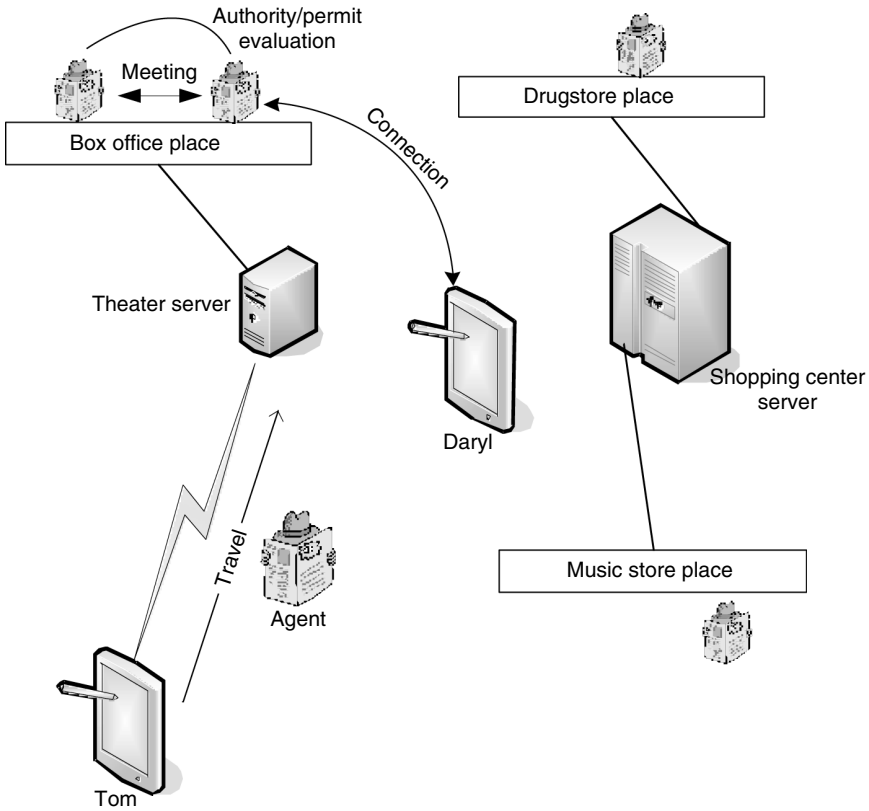 Authority/permit
evaluation
Meeting
Box office place
Connection
Drugstore place
Theater server
Shopping center
server
Daryl
Travel
Agent
Music store place
Tom